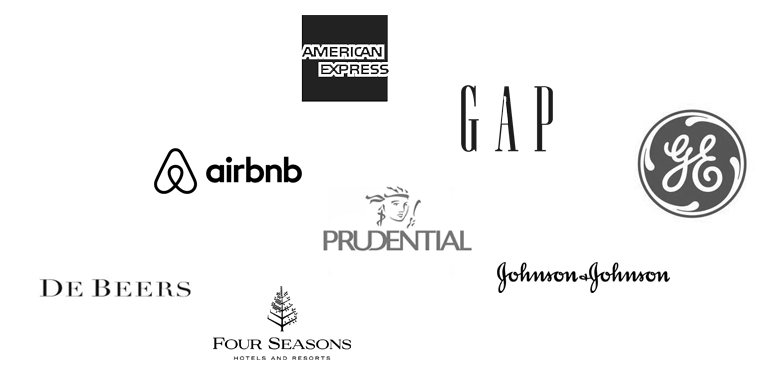 AMERICAN
EXPRESS
GAP
GE
airbnb
PRUDENTIAL
Johnson & Johnson
DE BEERS
FOUR SEASONS
HOTELS AND RESORTS